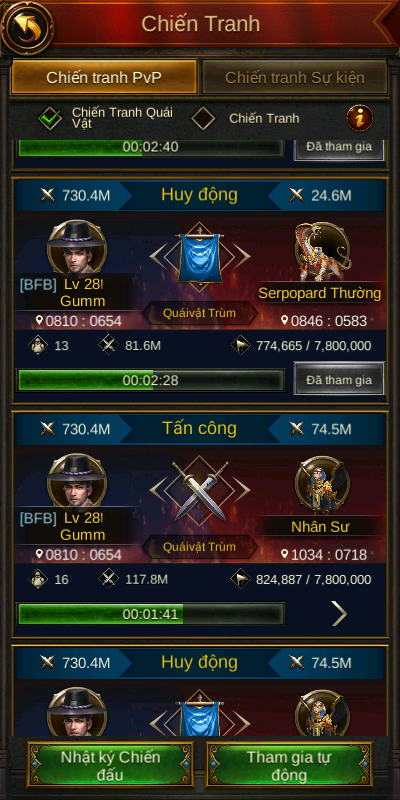 Chiến Tranh
Chiến tranh PvP
Chiến tranh Sự kiện
Chiến Tranh Quái
Vật
Chiến Tranh
00:02:40
Đã tham gia
730.4M
Huy động
24.6M
[BFB] Lv 28
Gumm
Serpopard Thường
Quáivật Trùm
0810 : 0654
0846 : 0583
13
81.6M
774,665 / 7,800,000
00:02:28
Đã tham gia
730.4M
Tấn công
74.5M
[BFB] Lv 28
Gumm
Nhân Sư
Quáivật Trùm
0810 : 0654
1034 : 0718
16
117.8M
824,887 / 7,800,000
00:01:41
730.4M
Huy động
74.5M
Nhật ký Chiến
đấu
Tham gia tự
động